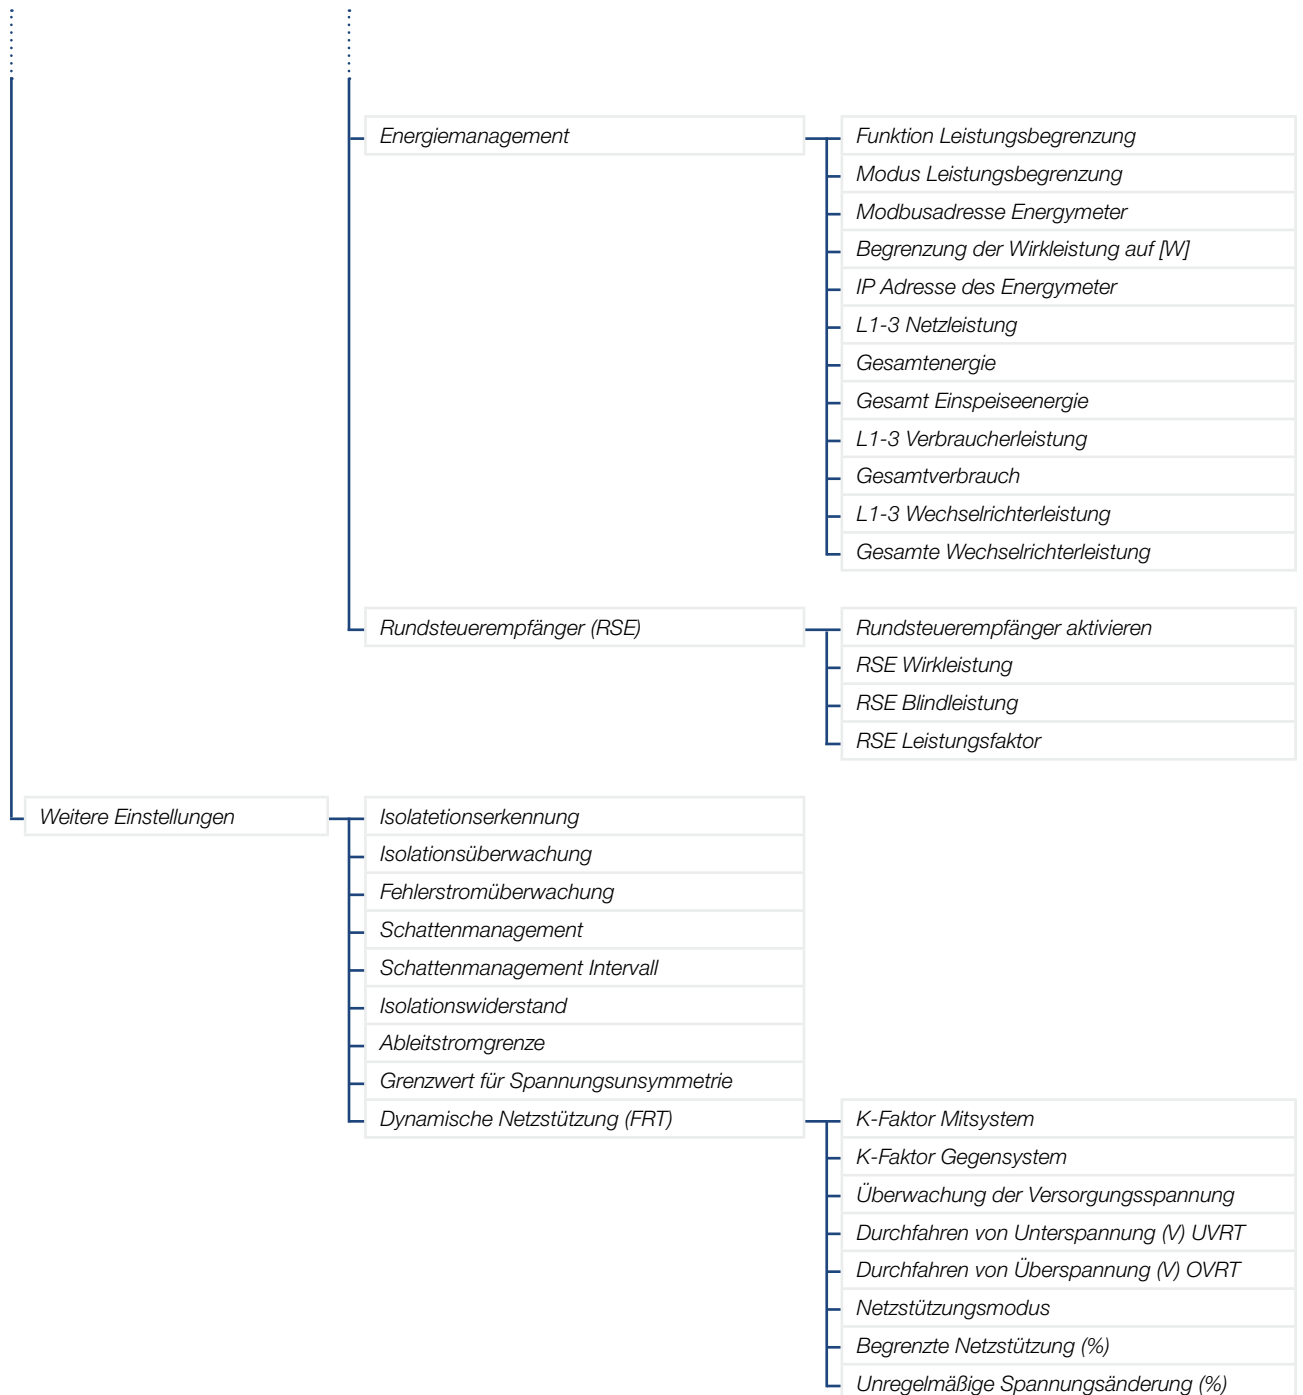 Energiemanagement
Funktion Leistungsbegrenzung
Modus Leistungsbegrenzung
Modbusadresse Energymeter
Begrenzung der Wirkleistung auf [W]
IP Adresse des Energymeter
L1-3 Netzleistung
Gesamtenergie
Gesamt Einspeiseenergie
L1-3 Verbraucherleistung
Gesamtverbrauch
L1-3 Wechselrichterleistung
Gesamte Wechselrichterleistung
Rundsteuerempfänger (RSE)
Rundsteuerempfänger aktivieren
RSE Wirkleistung
RSE Blindleistung
RSE Leistungsfaktor
Weitere Einstellungen
Isolatetionserkennung
Isolationsüberwachung
Fehlerstromüberwachung
Schattenmanagement
Schattenmanagement Intervall
Isolationswiderstand
Ableitstromgrenze
Grenzwert für Spannungsunsymmetrie
Dynamische Netzstützung (FRT)
K-Faktor Mitsystem
K-Faktor Gegensystem
Überwachung der Versorgungsspannung
Durchfahren von Unterspannung (V) UVRT
Durchfahren von Überspannung (V) OVRT
Netzstützungsmodus
Begrenzte Netzstützung (%)
Unregelmäßige Spannungsänderung (%)